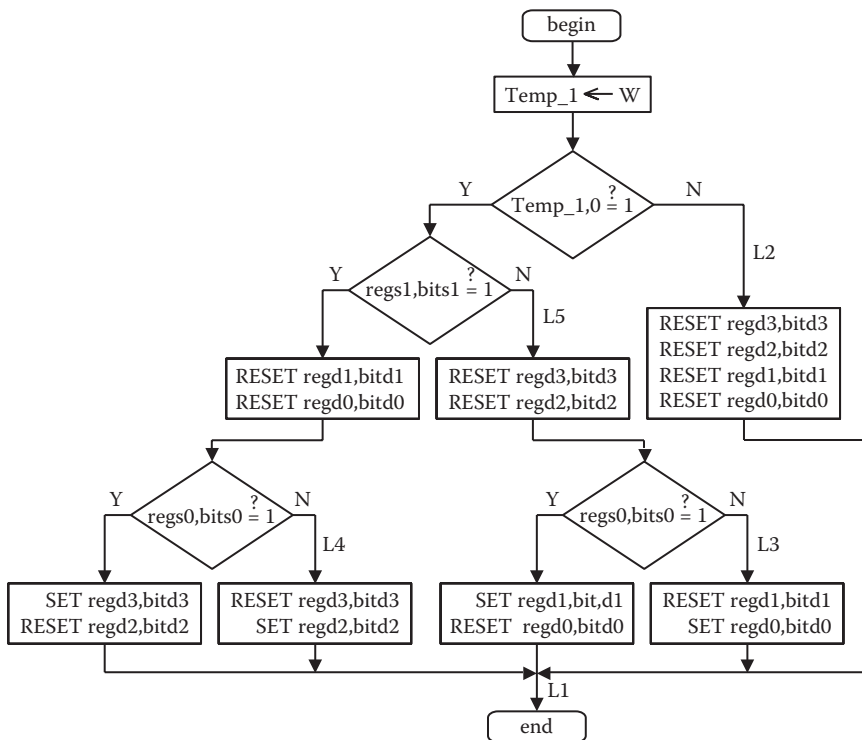 begin
Temp_1 ← W
Y
Temp_1,0 ≟ 1
N
L2
Y
regs1,bits1 ≟ 1
N
L5
RESET regd1,bitd1
RESET regd0,bitd0
RESET regd3,bitd3
RESET regd2,bitd2
RESET regd3,bitd3
RESET regd2,bitd2
RESET regd1,bitd1
RESET regd0,bitd0
Y
regs0,bits0 ≟ 1
N
L4
Y
regs0,bits0 ≟ 1
N
L3
SET regd3,bitd3
RESET regd2,bitd2
RESET regd3,bitd3
SET regd2,bitd2
SET regd1,bit,d1
RESET regd0,bitd0
RESET regd1,bitd1
SET regd0,bitd0
L1
end